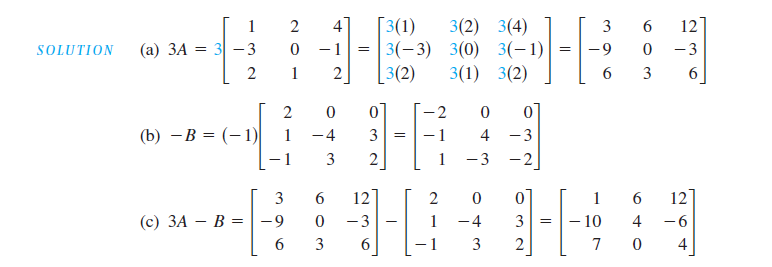 SOLUTION (a) 3A = 3 [1 2 4; −3 0 −1; 2 1 2] = [3(1) 3(2) 3(4); 3(−3) 3(0) 3(−1); 3(2) 3(1) 3(2)] = [3 6 12; −9 0 −3; 6 3 6]
(b) −B = (−1) [2 0 0; 1 −4 3; −1 3 2] = [−2 0 0; −1 4 −3; 1 −3 −2]
(c) 3A − B = [3 6 12; −9 0 −3; 6 3 6] − [2 0 0; 1 −4 3; −1 3 2] = [1 6 12; −10 4 −6; 7 0 4]